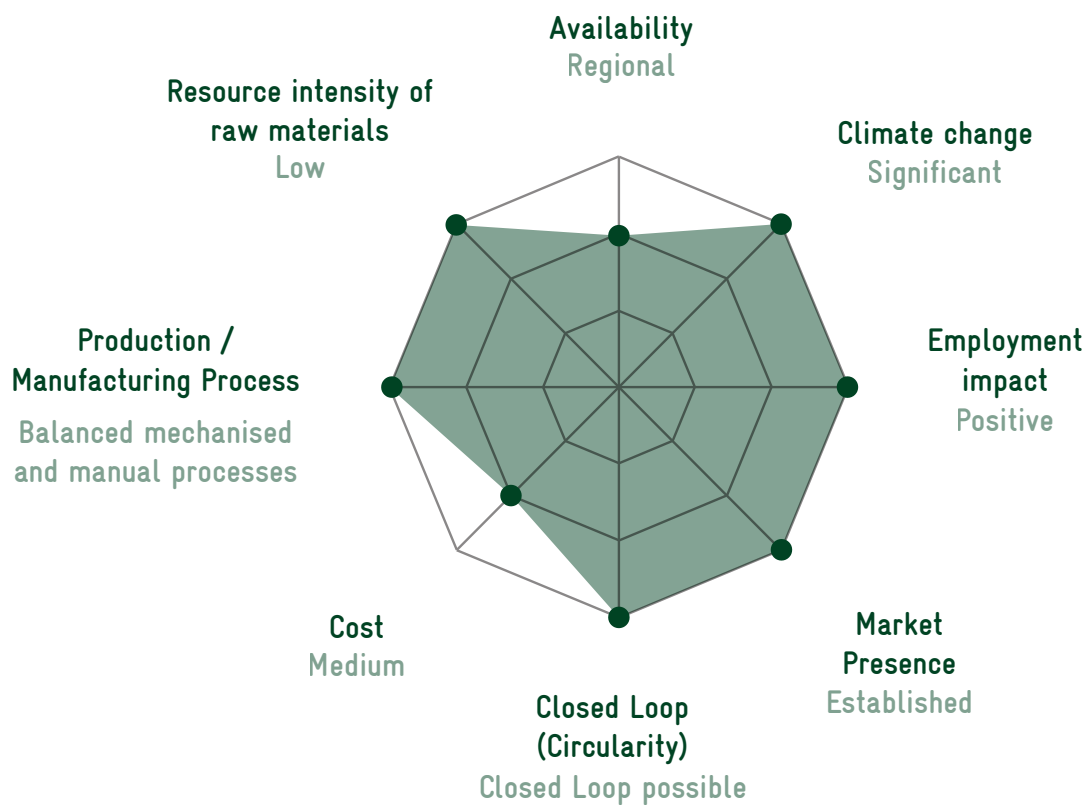 Availability
Regional
Resource intensity of
raw materials
Low
Climate change
Significant
Production /
Manufacturing Process
Balanced mechanised
and manual processes
Employment
impact
Positive
Cost
Medium
Market
Presence
Established
Closed Loop
(Circularity)
Closed Loop possible